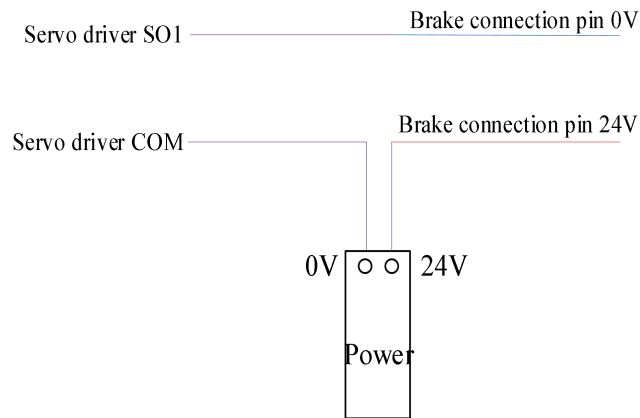 Servo driver SO1
Brake connection pin 0V
Servo driver COM
Brake connection pin 24V
0V
24V
Power